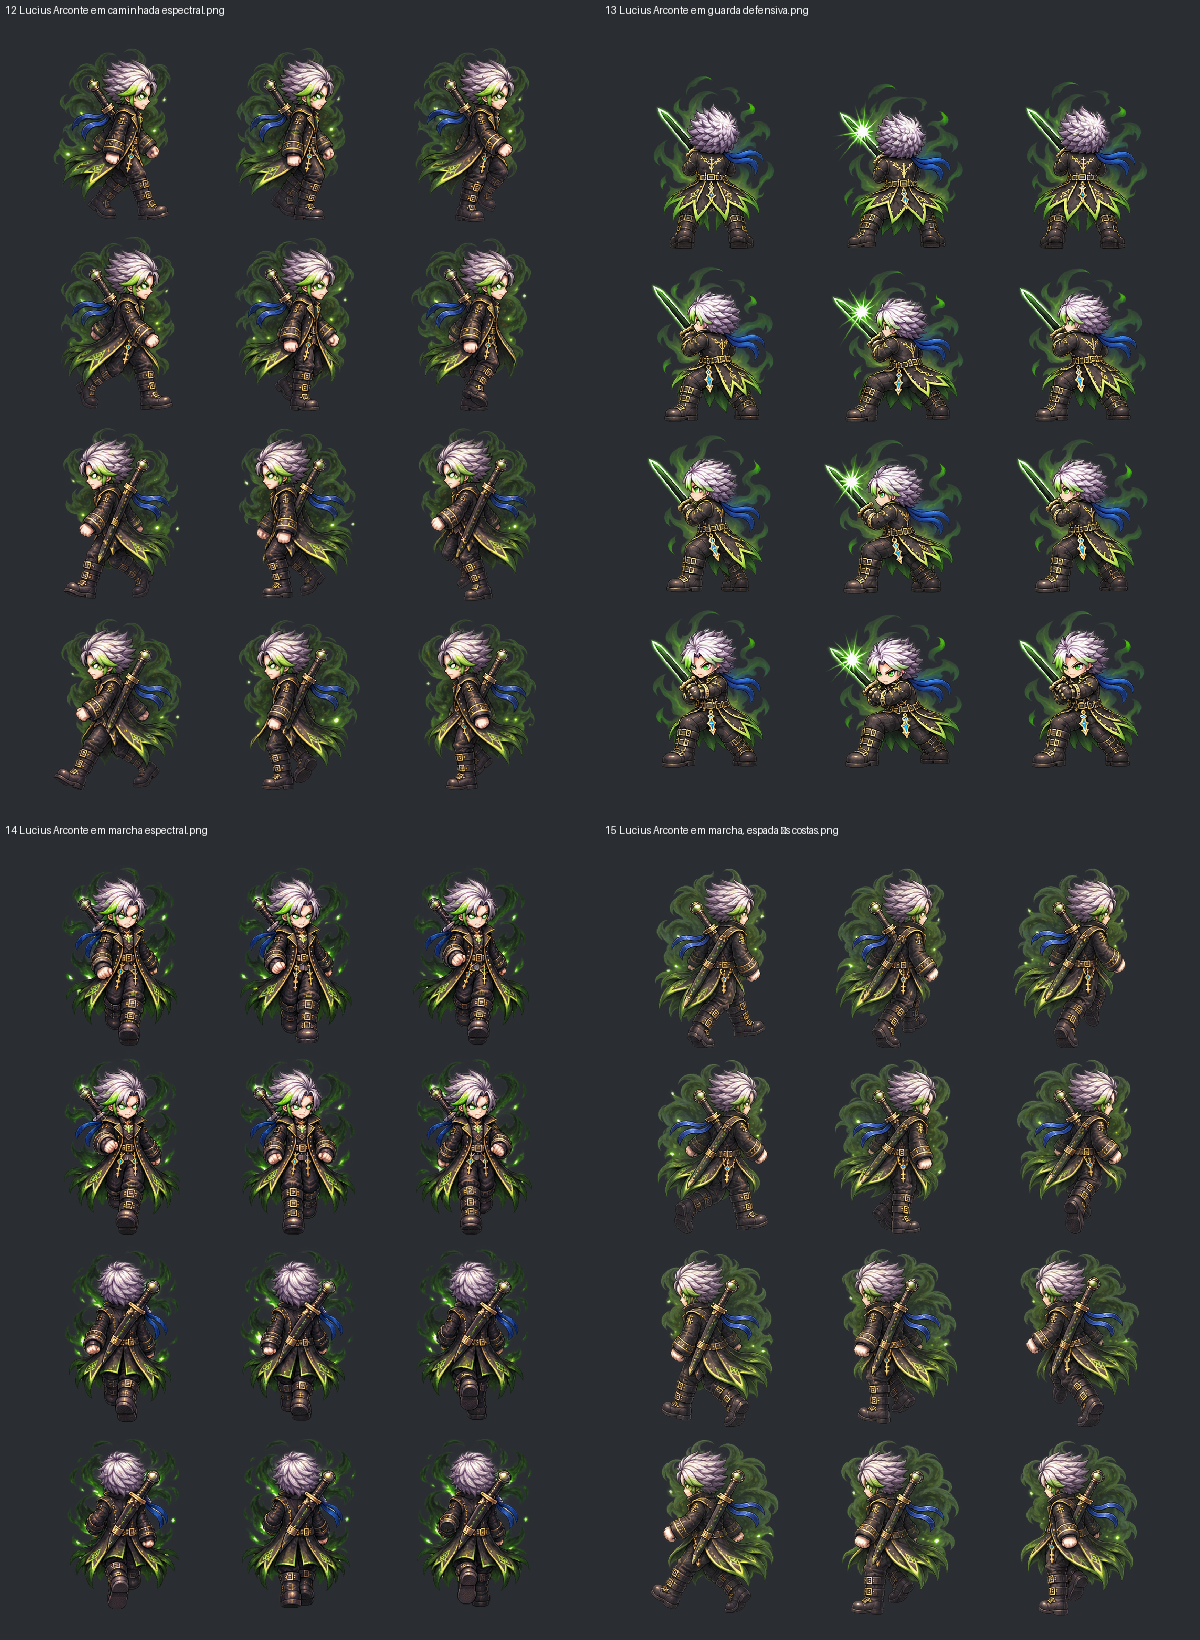 12 Lucius Arconte em caminhada espectral.png
13 Lucius Arconte em guarda defensiva.png
14 Lucius Arconte em marcha espectral.png
15 Lucius Arconte em marcha, espada s costas.png